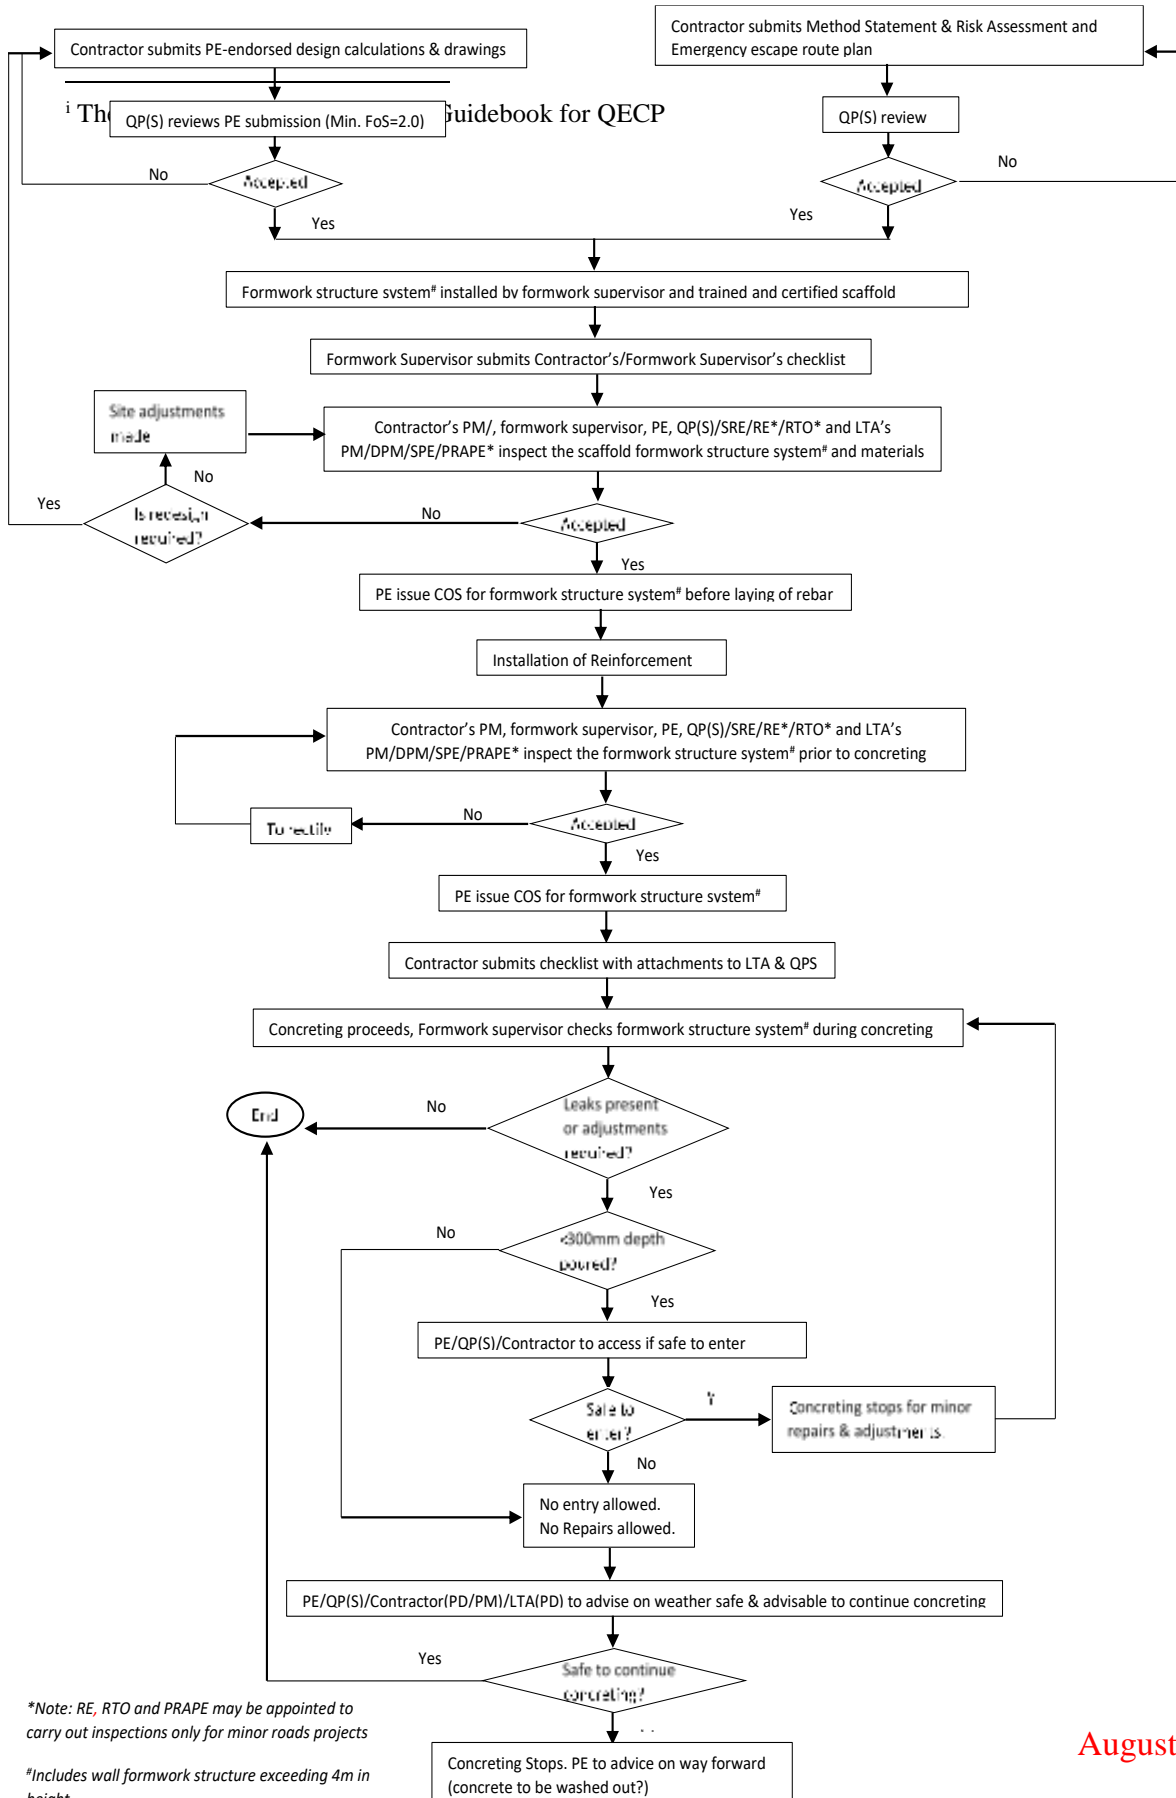 Contractor submits PE-endorsed design calculations & drawings
Contractor submits Method Statement & Risk Assessment and
Emergency escape route plan
i The
Guidebook for QECP
QP(S) reviews PE submission (Min. FoS=2.0)
QP(S) review
No
Accepted
Yes
Accepted
No
Yes
Formwork structure system# installed by formwork supervisor and trained and certified scaffold
Formwork Supervisor submits Contractor's/Formwork Supervisor's checklist
Site adjustments
made
Contractor's PM/, formwork supervisor, PE, QP(S)/SRE/RE*/RTO* and LTA's
PM/DPM/SPE/PRAPE* inspect the scaffold formwork structure system# and materials
No
Yes
Is redesign
required?
No
Accepted
Yes
PE issue COS for formwork structure system# before laying of rebar
Installation of Reinforcement
Contractor's PM, formwork supervisor, PE, QP(S)/SRE/RE*/RTO* and LTA's
PM/DPM/SPE/PRAPE* inspect the formwork structure system# prior to concreting
To rectify
No
Accepted
Yes
PE issue COS for formwork structure system#
Contractor submits checklist with attachments to LTA & QPS
Concreting proceeds, Formwork supervisor checks formwork structure system# during concreting
End
No
Leaks present
or adjustments
required?
Yes
No
<300mm depth
poured?
Yes
PE/QP(S)/Contractor to access if safe to enter
Safe to
enter?
Y
Concreting stops for minor
repairs & adjustments.
No
No entry allowed.
No Repairs allowed.
PE/QP(S)/Contractor(PD/PM)/LTA(PD) to advise on weather safe & advisable to continue concreting
Yes
Safe to continue
concreting?
*Note: RE, RTO and PRAPE may be appointed to
carry out inspections only for minor roads projects
August
#Includes wall formwork structure exceeding 4m in
height
Concreting Stops. PE to advice on way forward
(concrete to be washed out?)